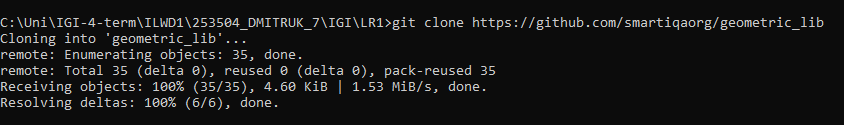 C:\Uni\IGI-4-term\ILWD1\253504_DMITRUK_7\IGI\LR1>git clone https://github.com/smartiqaorg/geometric_lib
Cloning into 'geometric_lib'...
remote: Enumerating objects: 35, done.
remote: Total 35 (delta 0), reused 0 (delta 0), pack-reused 35
Receiving objects: 100% (35/35), 4.60 KiB | 1.53 MiB/s, done.
Resolving deltas: 100% (6/6), done.